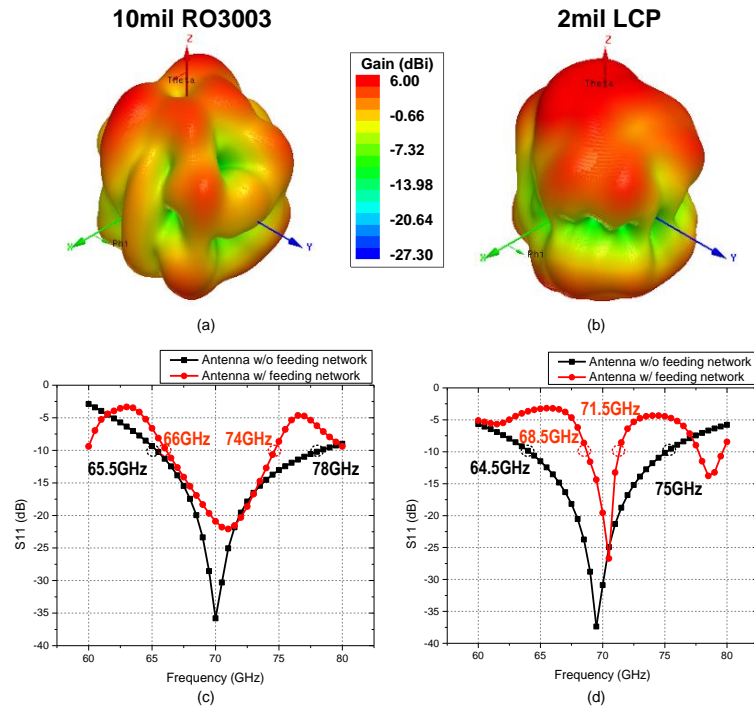 10mil RO3003
2mil LCP
Z
Theta
X
Phi
Y
Gain (dBi)
6.00
-0.66
-7.32
-13.98
-20.64
-27.30
Z
Theta
X
Phi
Y
(a)
(b)
Antenna w/o feeding network
Antenna w/ feeding network
0
-5
-10
-15
-20
-25
-30
-35
-40
S11 (dB)
66GHz
74GHz
65.5GHz
78GHz
60
65
70
75
80
Frequency (GHz)
(c)
Antenna w/o feeding network
Antenna w/ feeding network
0
-5
-10
-15
-20
-25
-30
-35
-40
S11 (dB)
71.5GHz
68.5GHz
64.5GHz
75GHz
60
65
70
75
80
Frequency (GHz)
(d)